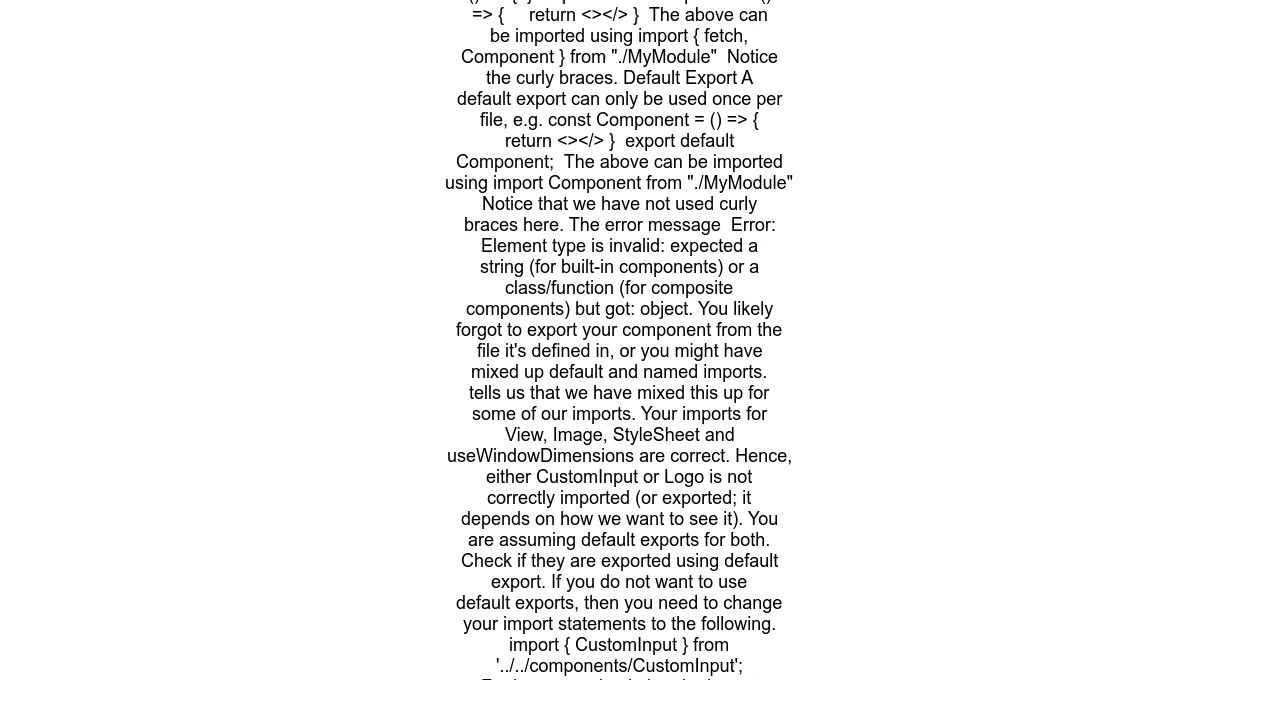 => {     return <></> }  The above can
be imported using import { fetch,
Component } from "./MyModule"  Notice
the curly braces. Default Export A
default export can only be used once per
file, e.g. const Component = () => {
return <></> }  export default
Component;  The above can be imported
using import Component from "./MyModule"
Notice that we have not used curly
braces here. The error message  Error:
Element type is invalid: expected a
string (for built-in components) or a
class/function (for composite
components) but got: object. You likely
forgot to export your component from the
file it's defined in, or you might have
mixed up default and named imports.
tells us that we have mixed this up for
some of our imports. Your imports for
View, Image, StyleSheet and
useWindowDimensions are correct. Hence,
either CustomInput or Logo is not
correctly imported (or exported; it
depends on how we want to see it). You
are assuming default exports for both.
Check if they are exported using default
export. If you do not want to use
default exports, then you need to change
your import statements to the following.
import { CustomInput } from
'../../components/CustomInput';